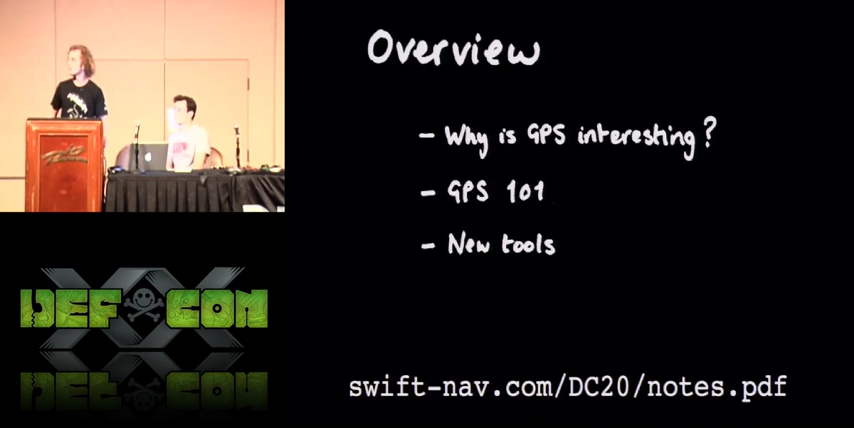 Overview
- Why is GPS interesting?
- GPS 101
- New tools
DEF CON
swift-nav.com/DC20/notes.pdf